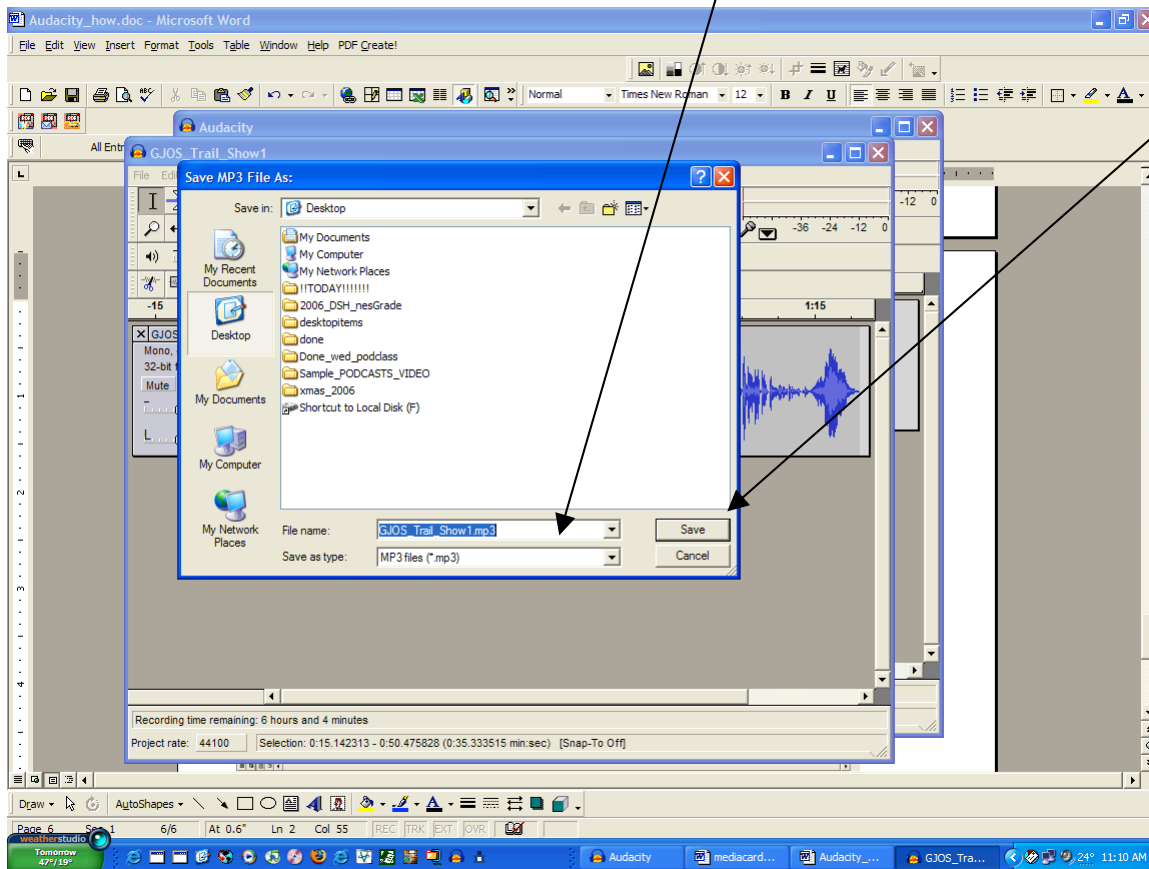 Audacity_how.doc - Microsoft Word
File Edit View Insert Format Tools Table Window Help PDF Create!
Normal Times New Roman 12 B I U
All Entr
Audacity
GJOS_Trail_Show1
File Edi
Save MP3 File As:
Save in: Desktop
My Recent Documents
Desktop
My Documents
My Computer
My Network Places
My Documents
My Computer
My Network Places
!!TODAY!!!!!!!
2006_DSH_nesGrade
desktopitems
done
Done_wed_podclass
Sample_PODCASTS_VIDEO
xmas_2006
Shortcut to Local Disk (F)
File name: GJOS_Trail_Show1.mp3 Save
Save as type: MP3 files (*.mp3) Cancel
-12 0
-36 -24 -12 0
-15 1:15
GJOS
Mono,
32-bit f
Mute
L
Recording time remaining: 6 hours and 4 minutes
Project rate: 44100 Selection: 0:15.142313 - 0:50.475828 (0:35.333515 min:sec) [Snap-To Off]
Draw AutoShapes
Page 6 Sec 1 6/6 At 0.6" Ln 2 Col 55 REC TRK EXT OVR
weatherstudio
Tomorrow
47°/19°
Audacity mediacard... Audacity_... GJOS_Tra... 24° 11:10 AM